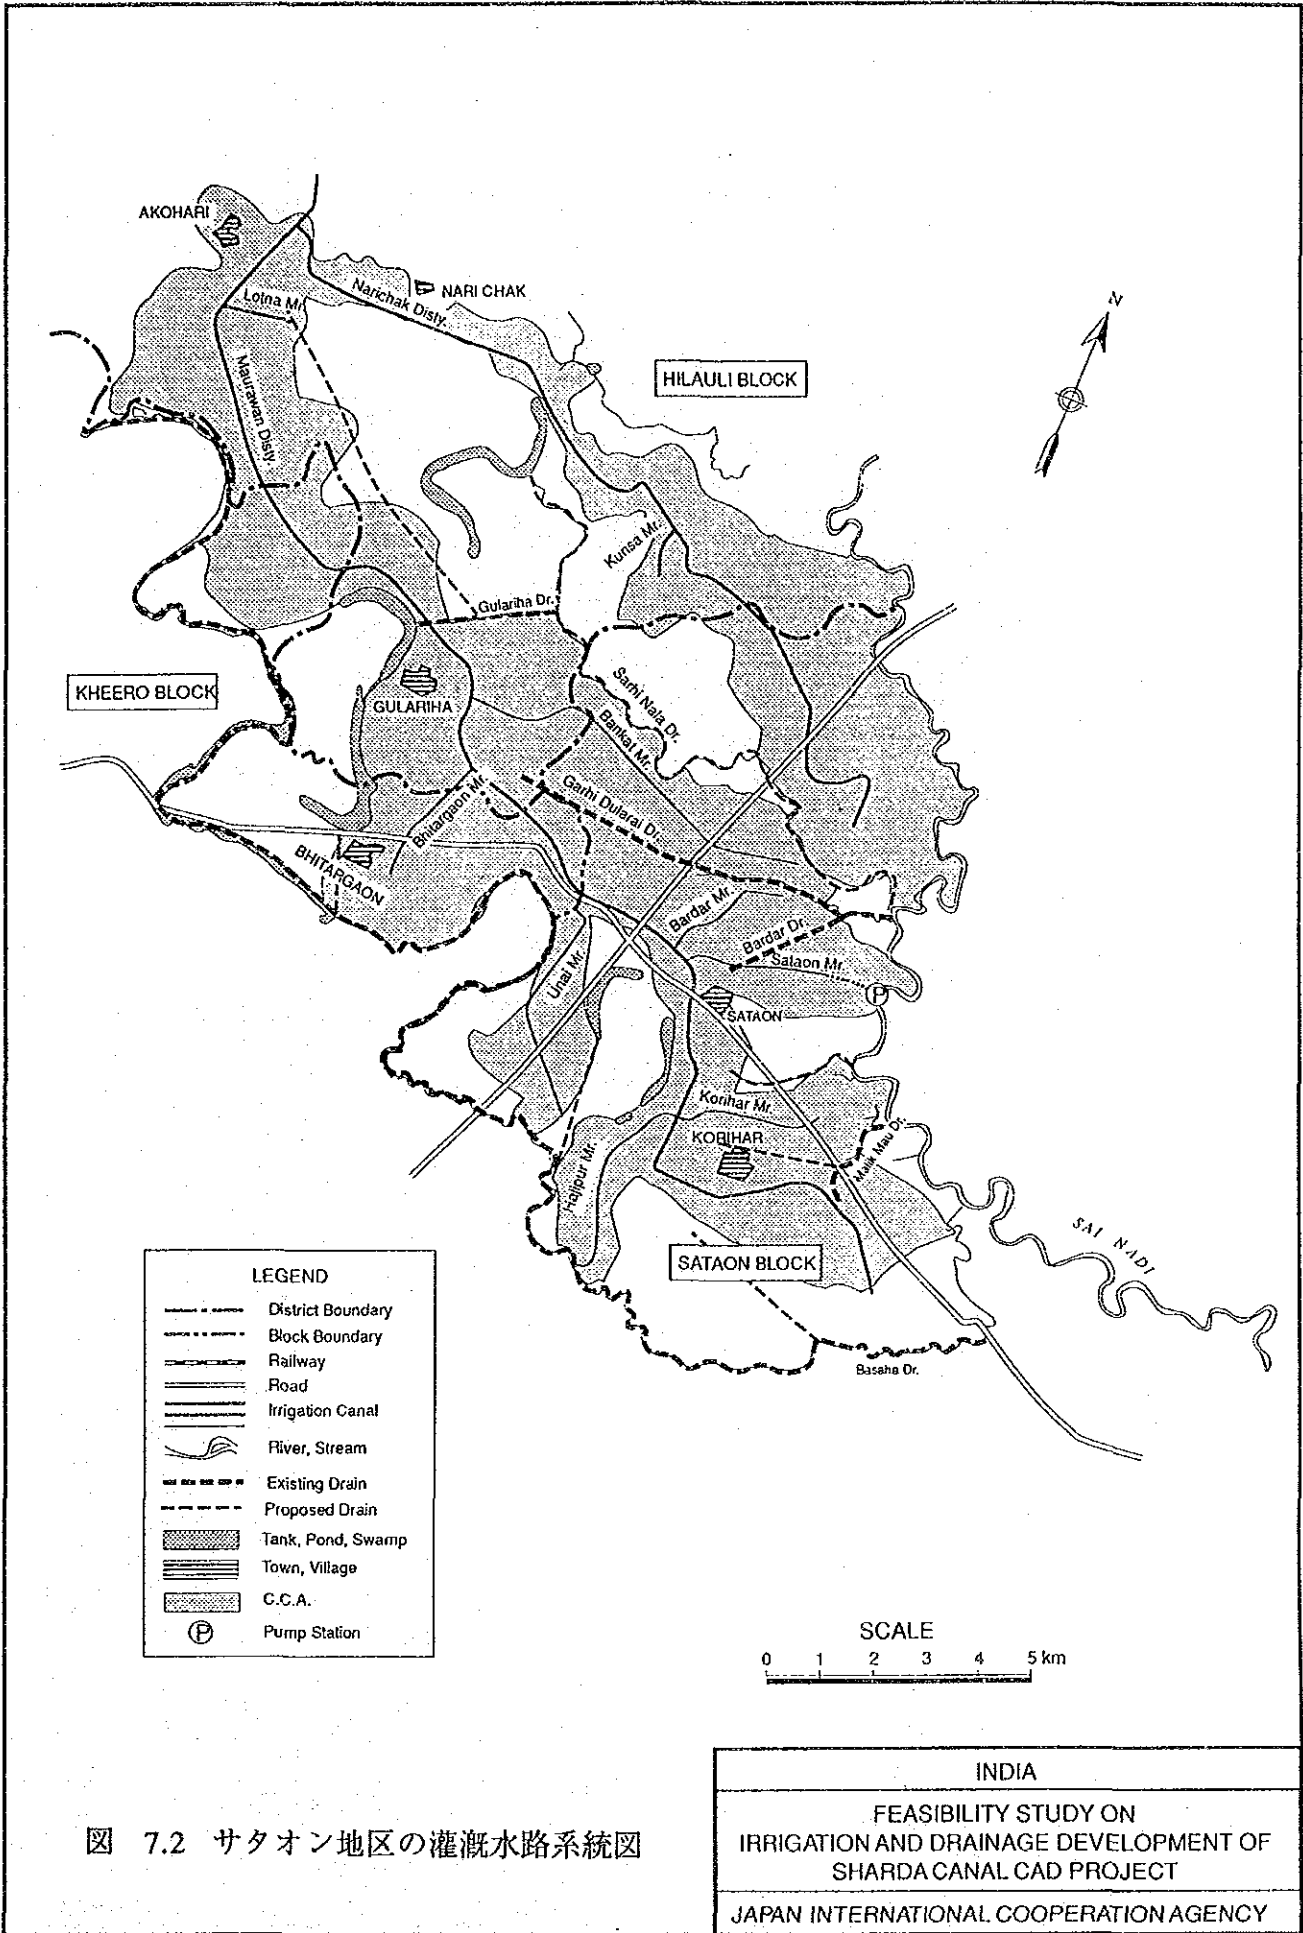 AKOHARI
NARI CHAK
Lotna Mr.
Narichak Disty.
N
HILAULI BLOCK
Maurawan Disty.
Kunsa Mr.
Gulariha Dr.
KHEERO BLOCK
GULARIHA
Sarhi Nala Dr.
Bankat Mr.
Garhi Dulatal Dr.
Bhitargaon Mr.
BHITARGAON
Bardar Mr.
Bardar Dr.
Sataon Mr.
Unai Mr.
P
SATAON
Korihar Mr.
KORIHAR
Malik Mau Dr.
Hajipur Mr.
SAI NADI
SATAON BLOCK
Basaha Dr.
LEGEND
District Boundary
Block Boundary
Railway
Road
Irrigation Canal
River, Stream
Existing Drain
Proposed Drain
Tank, Pond, Swamp
Town, Village
C.C.A.
P Pump Station
SCALE
0 1 2 3 4 5 km
図 7.2 サタオン地区の灌漑水路系統図
INDIA
FEASIBILITY STUDY ON
IRRIGATION AND DRAINAGE DEVELOPMENT OF
SHARDA CANAL CAD PROJECT
JAPAN INTERNATIONAL COOPERATION AGENCY